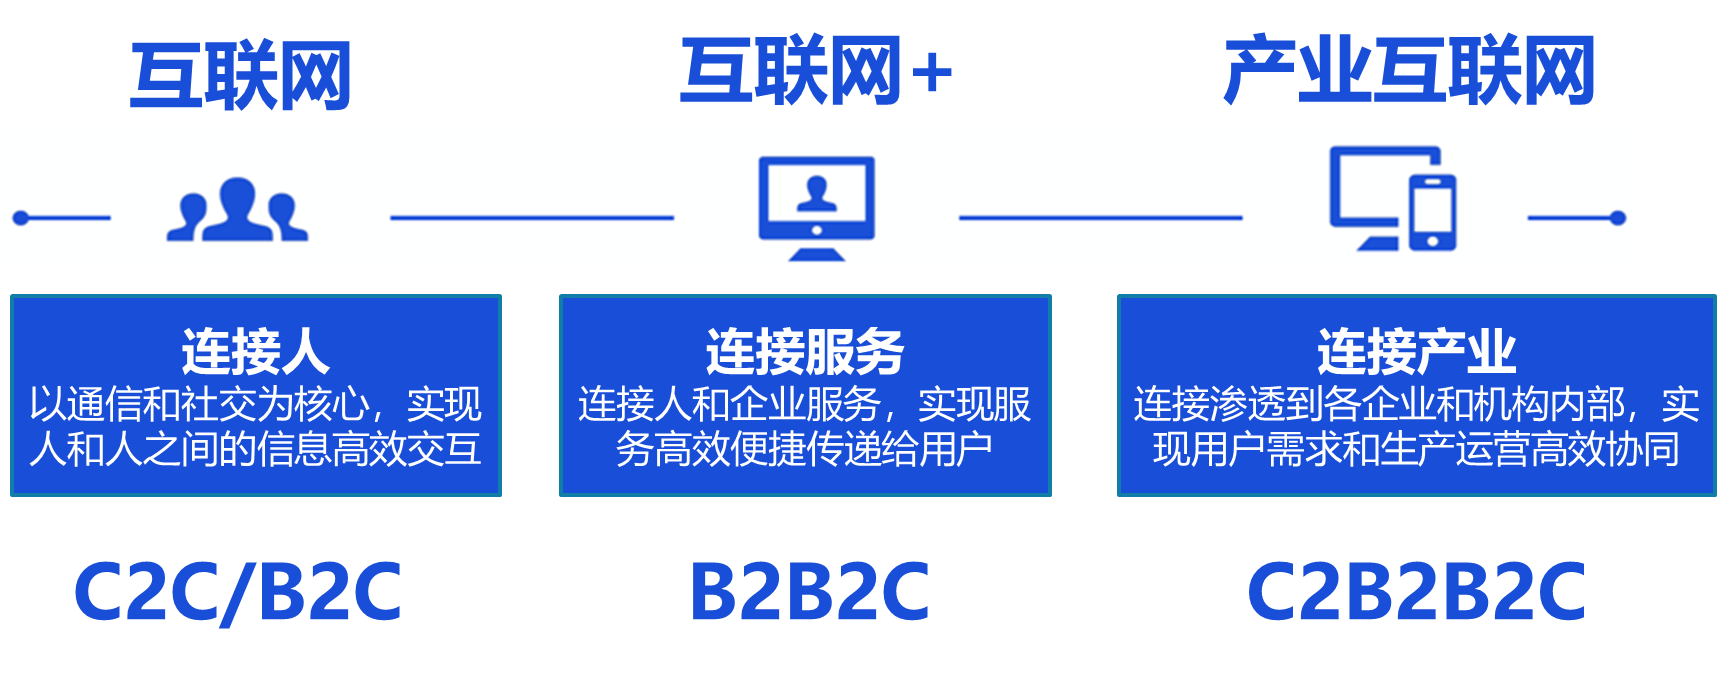 互联网
互联网+
产业互联网
连接人
以通信和社交为核心，实现
人和人之间的信息高效交互
连接服务
连接人和企业服务，实现服
务高效便捷传递给用户
连接产业
连接渗透到各企业和机构内部，实
现用户需求和生产运营高效协同
C2C/B2C
B2B2C
C2B2B2C